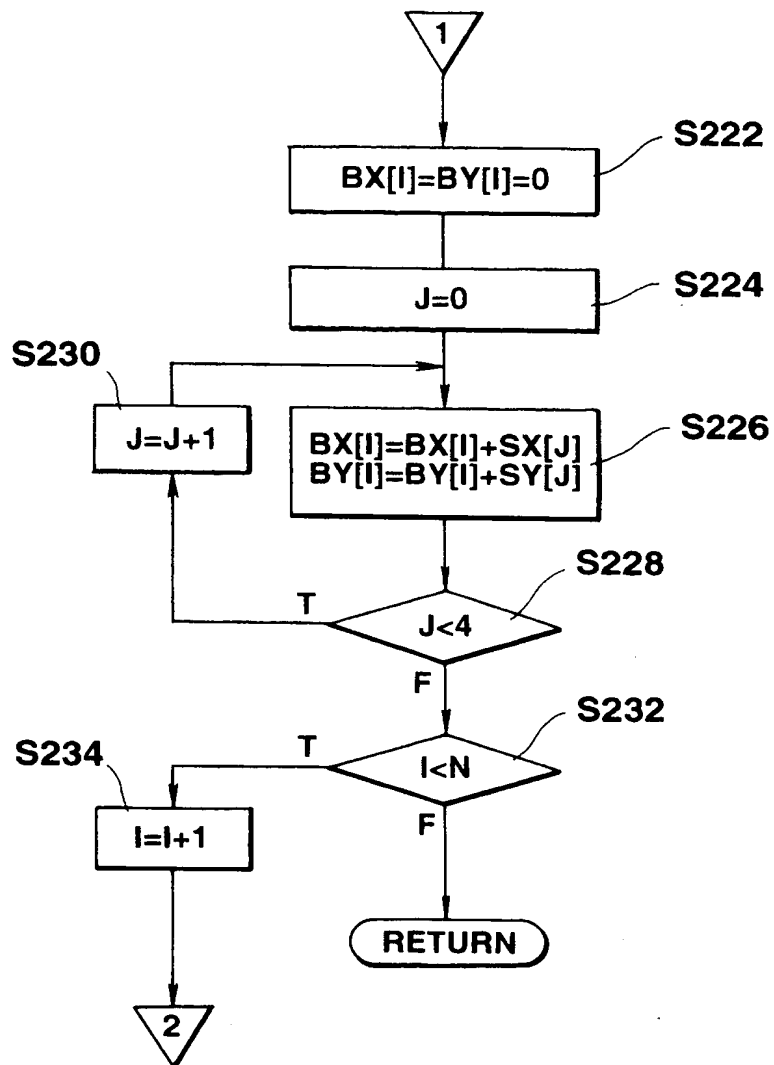 1
S222
BX[I]=BY[I]=0
S224
J=0
S230
J=J+1
S226
BX[I]=BX[I]+SX[J]
BY[I]=BY[I]+SY[J]
S228
T
J<4
F
S232
T
I<N
S234
F
I=I+1
RETURN
2